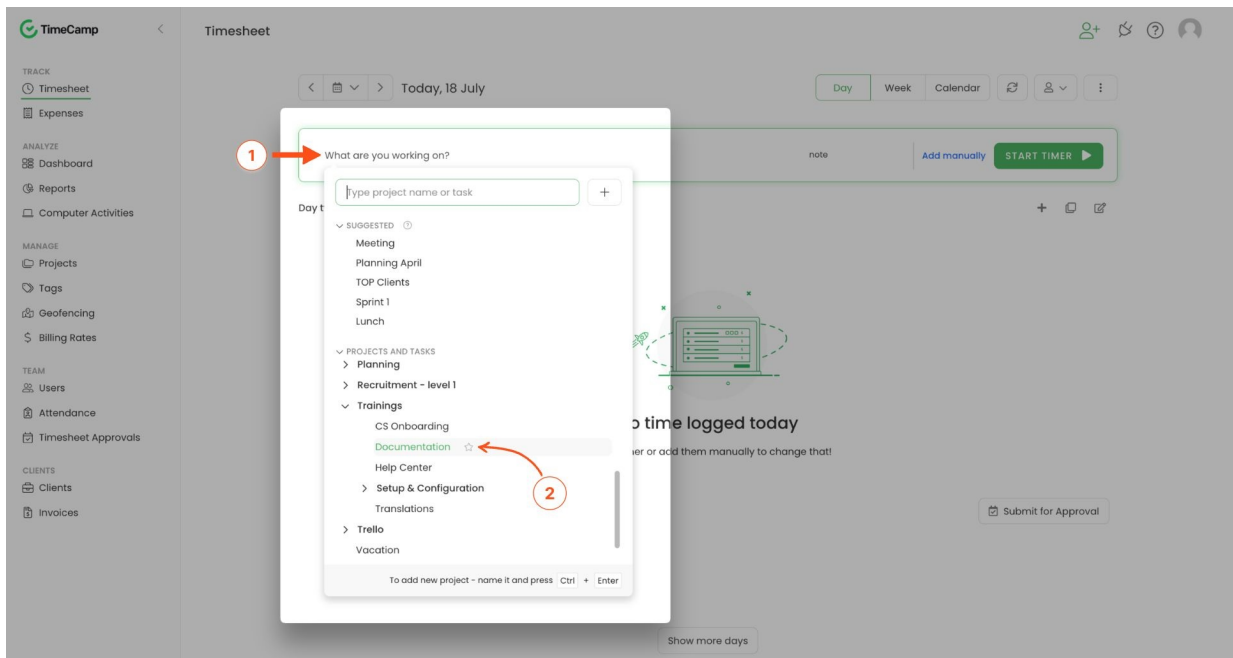 TimeCamp
Timesheet
TRACK
Timesheet
Expenses
ANALYZE
Dashboard
Reports
Computer Activities
MANAGE
Projects
Tags
Geofencing
Billing Rates
TEAM
Users
Attendance
Timesheet Approvals
CLIENTS
Clients
Invoices
Today, 18 July
Day Week Calendar
1
What are you working on? note Add manually START TIMER
Day t
Type project name or task
SUGGESTED
Meeting
Planning April
TOP Clients
Sprint 1
Lunch
PROJECTS AND TASKS
Planning
Recruitment - level 1
Trainings
CS Onboarding
Documentation
Help Center
Setup & Configuration
Translations
Trello
Vacation
2
To add new project - name it and press Ctrl + Enter
time logged today
or add them manually to change that!
Submit for Approval
Show more days